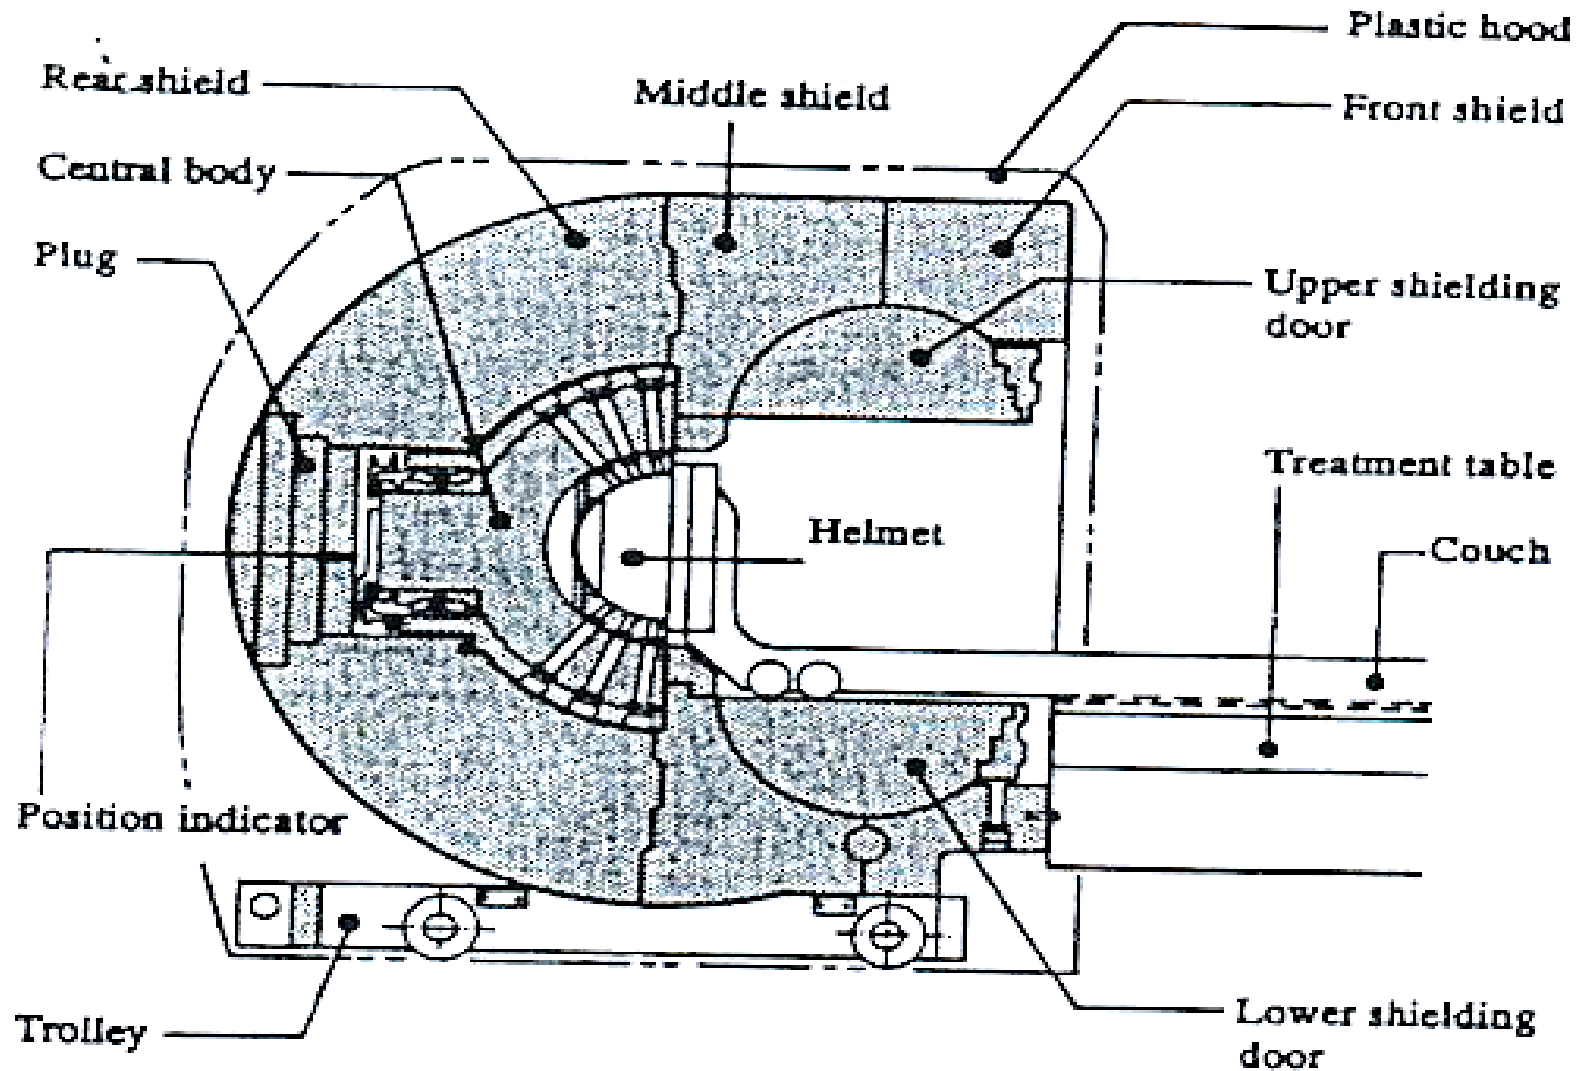 Plastic hood
Rear shield
Middle shield
Front shield
Central body
Plug
Upper shielding
door
Treatment table
Helmet
Couch
Position indicator
Trolley
Lower shielding
door